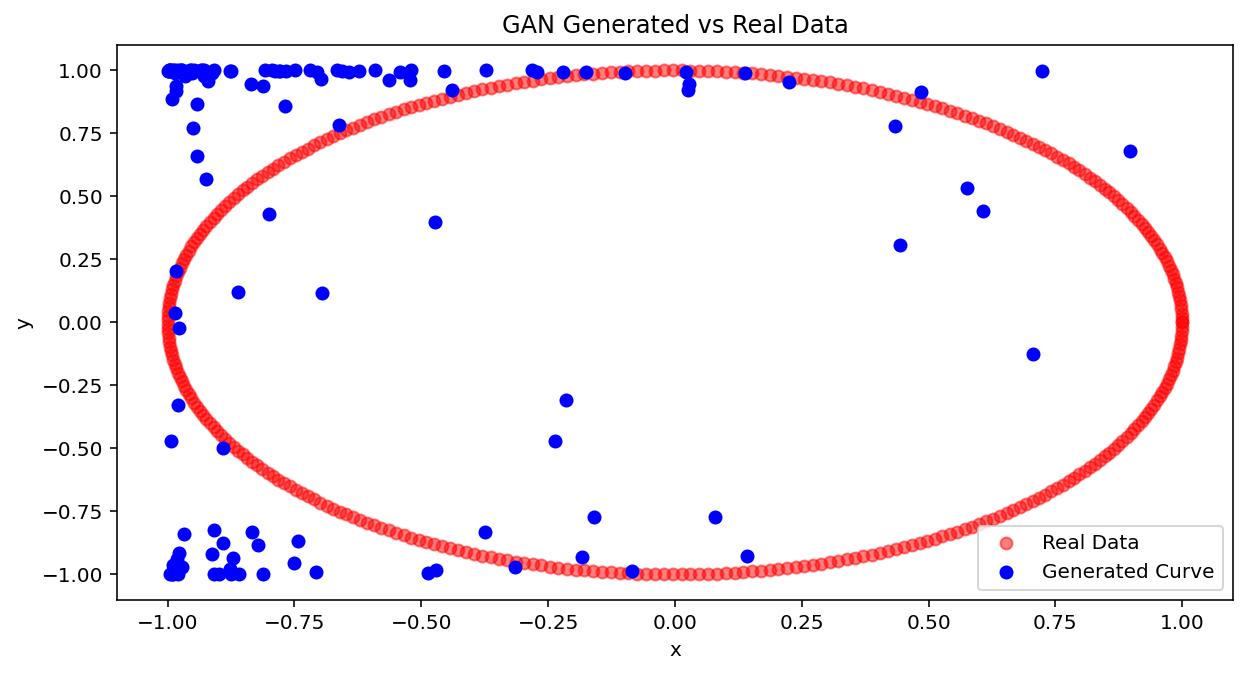 GAN Generated vs Real Data
1.00
0.75
0.50
0.25
0.00
−0.25
−0.50
−0.75
−1.00
y
Real Data
Generated Curve
−1.00 −0.75 −0.50 −0.25 0.00 0.25 0.50 0.75 1.00
x